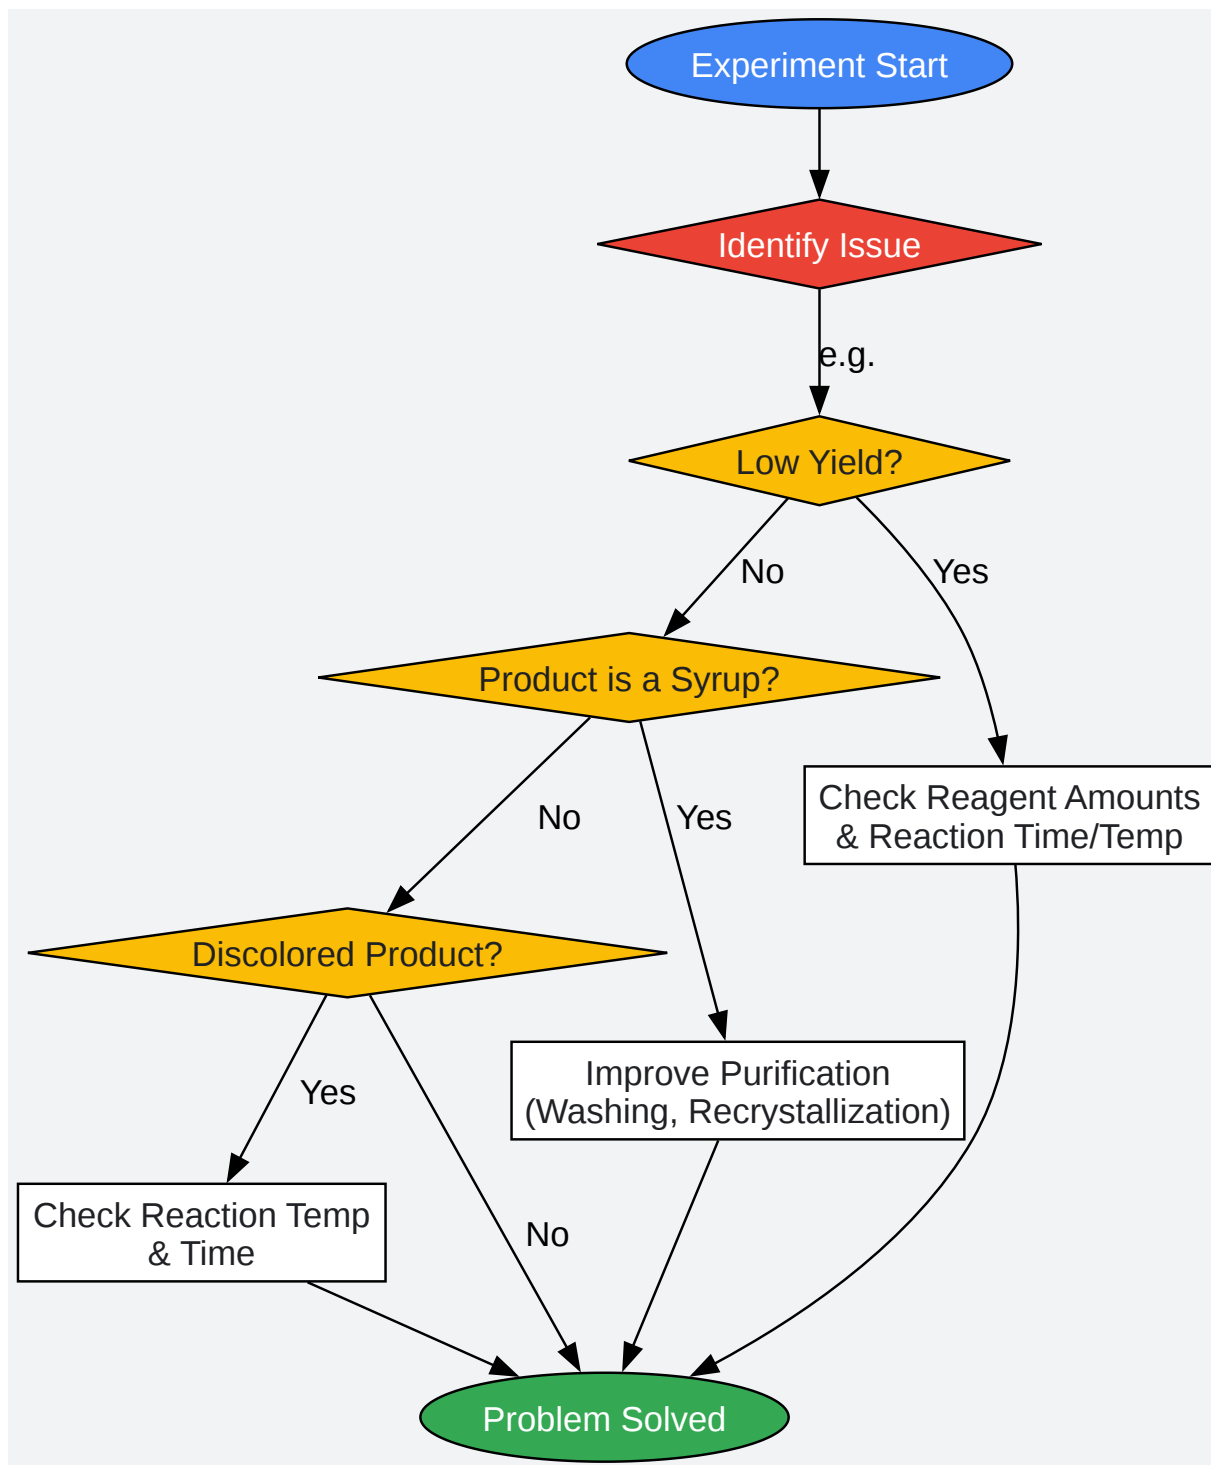 Experiment Start
Identify Issue
e.g.
Low Yield?
No
Yes
Product is a Syrup?
Check Reagent Amounts
& Reaction Time/Temp
No
Yes
Discolored Product?
Improve Purification
(Washing, Recrystallization)
Yes
Check Reaction Temp
& Time
No
Problem Solved